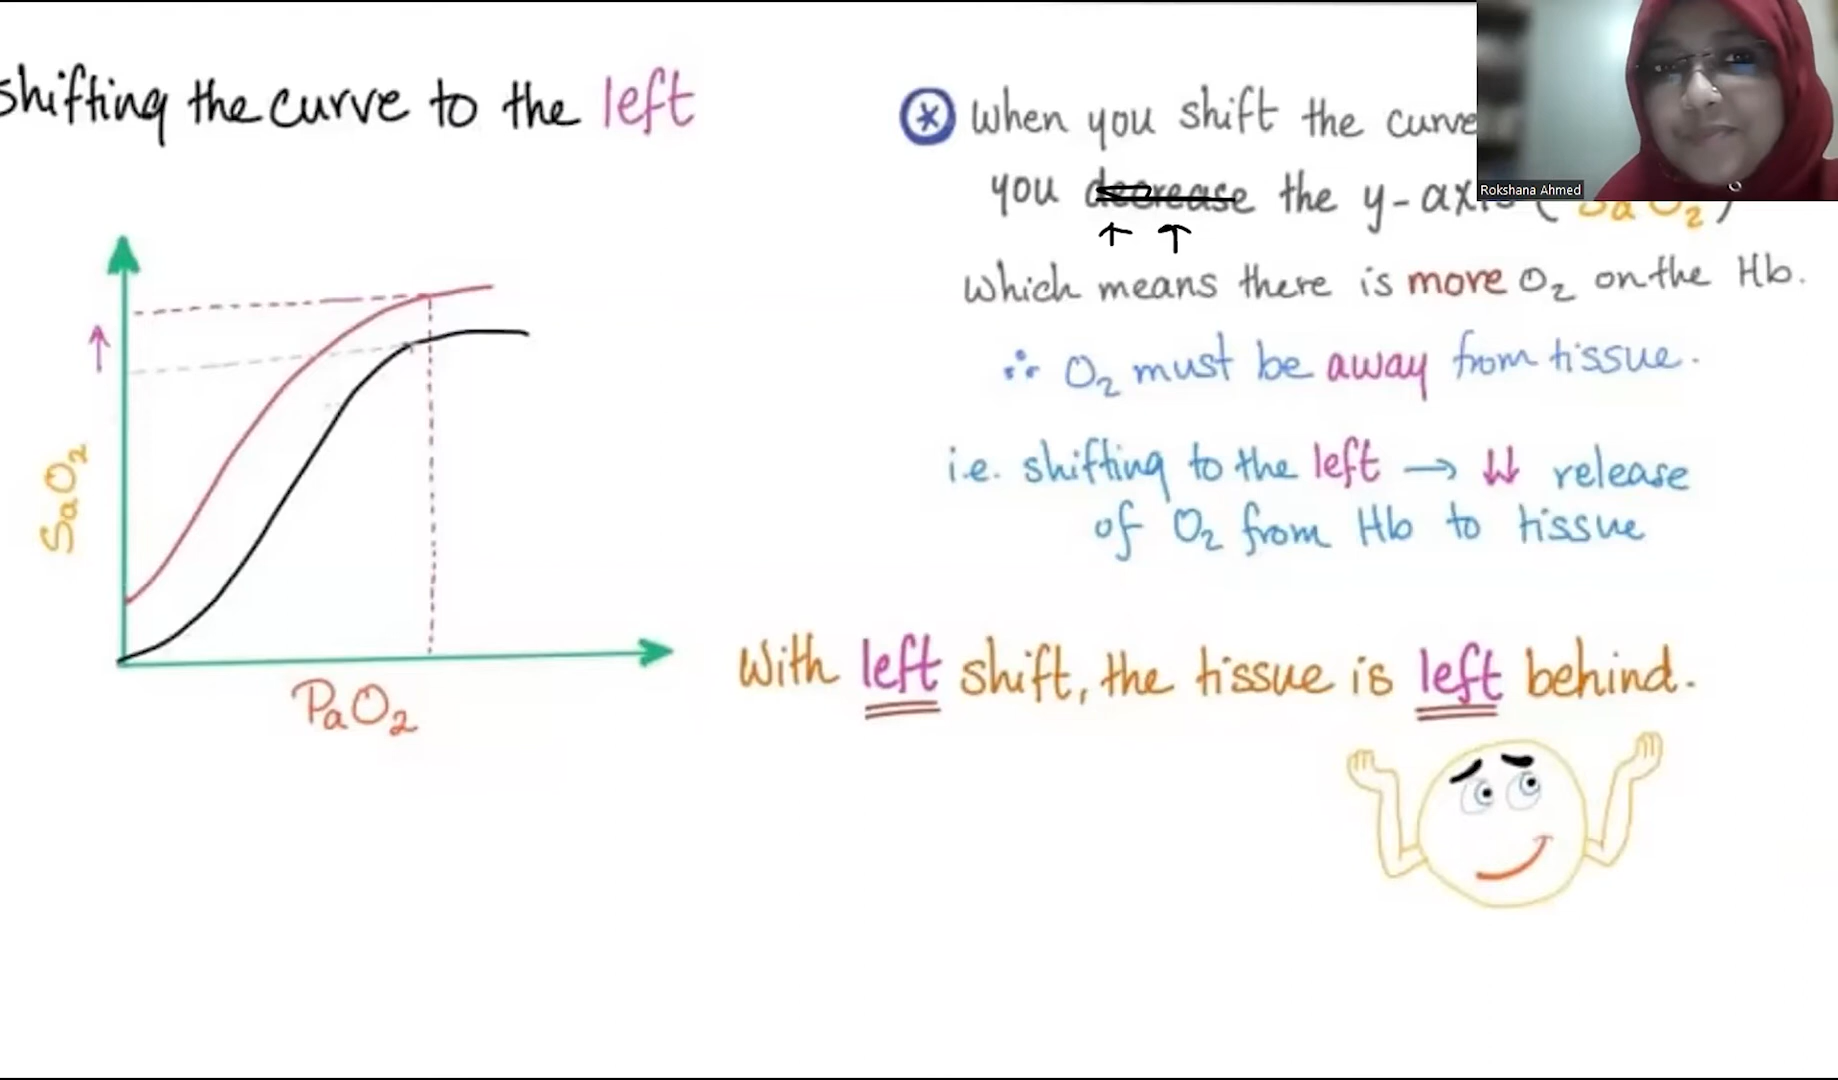 shifting the curve to the left
* When you shift the curve
you decrease the y-axis (SaO2)
↑ ↑
which means there is more O2 on the Hb.
∴ O2 must be away from tissue.
i.e. shifting to the left → ↓↓ release
of O2 from Hb to tissue
With left shift, the tissue is left behind.
↑
SaO2
PaO2
Rokshana Ahmed